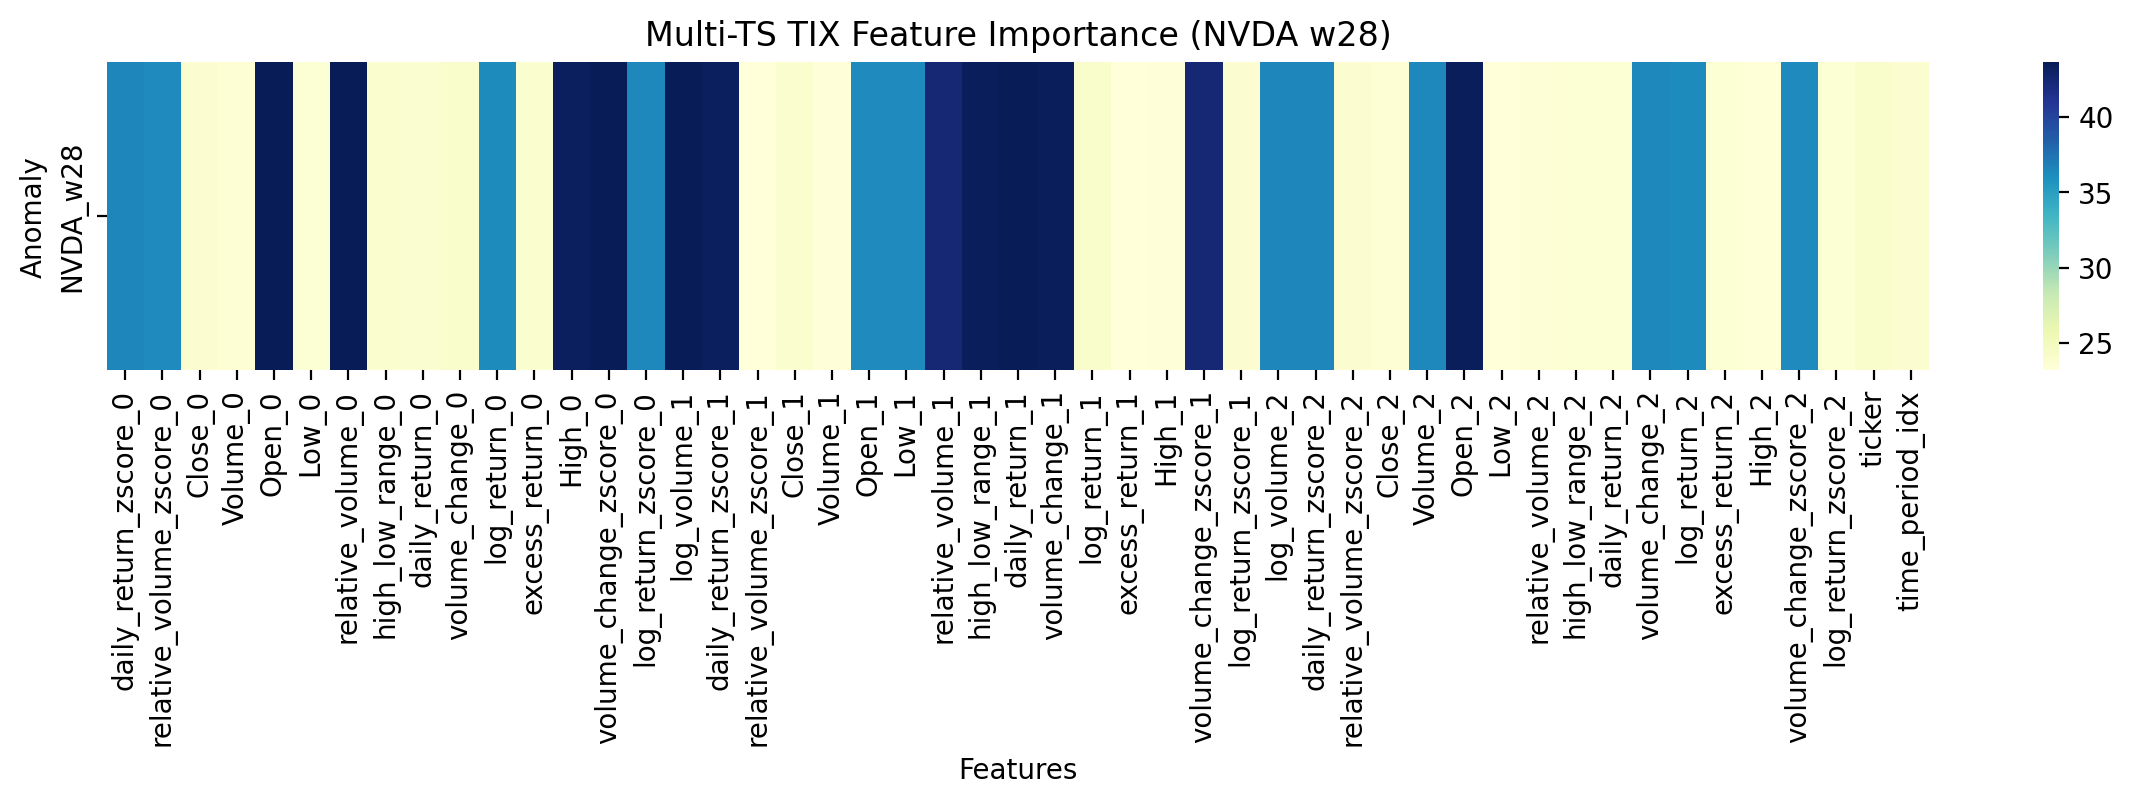 Multi-TS TIX Feature Importance (NVDA w28)
Anomaly
NVDA_w28
40
35
30
25
daily_return_zscore_0
relative_volume_zscore_0
Close_0
Volume_0
Open_0
Low_0
relative_volume_0
high_low_range_0
daily_return_0
volume_change_0
log_return_0
excess_return_0
High_0
volume_change_zscore_0
log_return_zscore_0
log_volume_1
daily_return_zscore_1
relative_volume_zscore_1
Close_1
Volume_1
Open_1
Low_1
relative_volume_1
high_low_range_1
daily_return_1
volume_change_1
log_return_1
excess_return_1
High_1
volume_change_zscore_1
log_return_zscore_1
log_volume_2
daily_return_zscore_2
relative_volume_zscore_2
Close_2
Volume_2
Open_2
Low_2
relative_volume_2
high_low_range_2
daily_return_2
volume_change_2
log_return_2
excess_return_2
High_2
volume_change_zscore_2
log_return_zscore_2
ticker
time_period_idx
Features